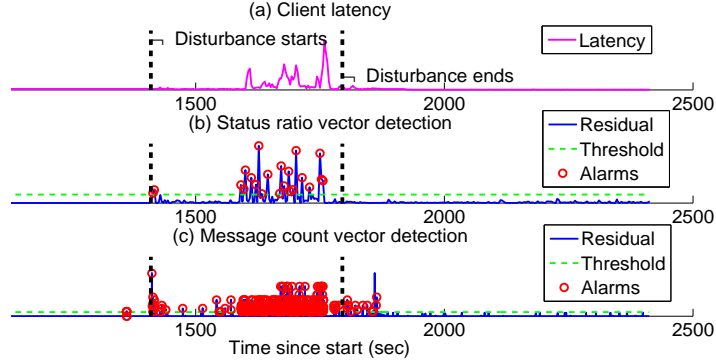 (a) Client latency
Disturbance starts
Latency
Disturbance ends
1500
2000
2500
(b) Status ratio vector detection
Residual
Threshold
Alarms
1500
2000
2500
(c) Message count vector detection
Residual
Threshold
Alarms
1500
2000
2500
Time since start (sec)